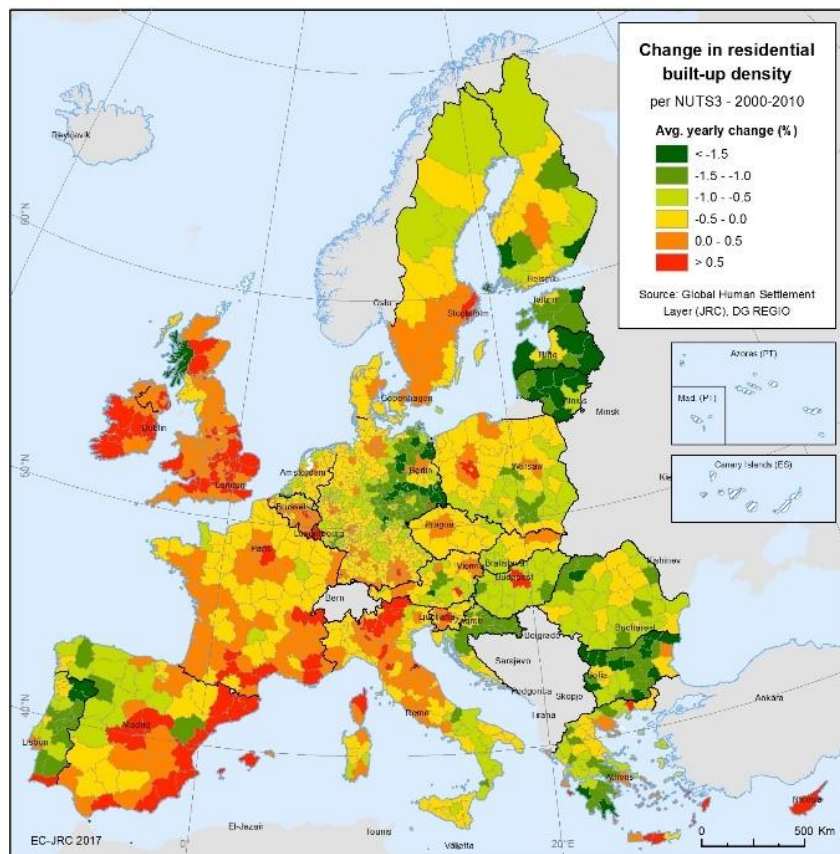 Change in residential
built-up density
per NUTS3 - 2000-2010
Avg. yearly change (%)
< -1.5
-1.5 - -1.0
-1.0 - -0.5
-0.5 - 0.0
0.0 - 0.5
> 0.5
Source: Global Human Settlement
Layer (JRC), DG REGIO
Azores (PT)
Mad. (PT)
Canary Islands (ES)
Reykjavik
60°N
50°N
40°N
Oslo
Stockholm
Helsinki
Tallinn
Riga
Vilnius
Minsk
Copenhagen
Dublin
London
Amsterdam
Berlin
Warsaw
Brussels
Luxembourg
Prague
Paris
Vienna
Bratislava
Budapest
Kishinev
Bern
Ljubljana
Zagreb
Belgrado
Bucharest
Sarajevo
Sofia
Podgorica
Skopje
Tirana
Ankara
Rome
Madrid
Lisbon
Athens
Nicosia
El-Jazair
Tounis
Valletta
0°
20°E
0 500 Km
EC-JRC 2017